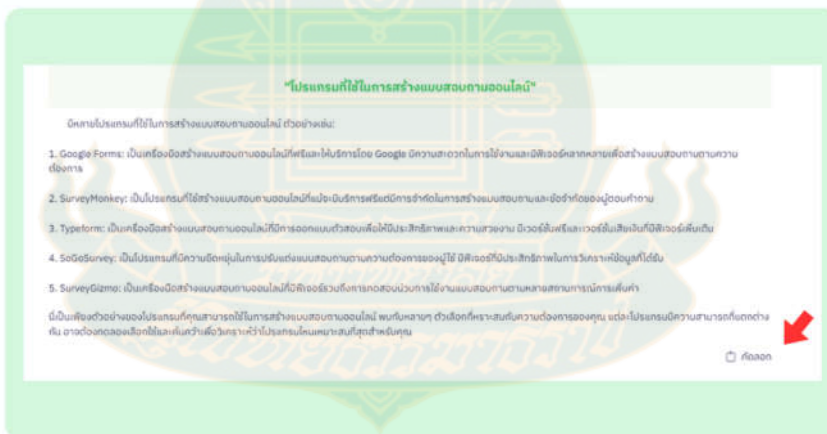 "โปรแกรมที่ใช้ในการสร้างแบบสอบถามออนไลน์"
มีหลายโปรแกรมที่ใช้ในการสร้างแบบสอบถามออนไลน์ ตัวอย่างเช่น:
1. Google Forms: เป็นเครื่องมือสร้างแบบสอบถามออนไลน์ที่ฟรีและให้บริการโดย Google มีความสะดวกในการใช้งานและมีฟีเจอร์หลากหลายเพื่อสร้างแบบสอบถามตามความ
ต้องการ
2. SurveyMonkey: เป็นโปรแกรมที่ใช้สร้างแบบสอบถามออนไลน์ที่แม้จะมีบริการฟรีแต่มีการจำกัดในการสร้างแบบสอบถามและข้อจำกัดของผู้ตอบคำถาม
3. Typeform: เป็นเครื่องมือสร้างแบบสอบถามออนไลน์ที่มีการออกแบบตัวสอบเพื่อให้มีประสิทธิภาพและความสวยงาม มีเวอร์ชั่นฟรีและเวอร์ชั่นเสียเงินที่มีฟีเจอร์เพิ่มเติม
4. SoGoSurvey: เป็นโปรแกรมที่มีความยืดหยุ่นในการปรับแต่งแบบสอบถามตามความต้องการของผู้ใช้ มีฟีเจอร์ที่มีประสิทธิภาพในการวิเคราะห์ข้อมูลที่ได้รับ
5. SurveyGizmo: เป็นเครื่องมือสร้างแบบสอบถามออนไลน์ที่มีฟีเจอร์รวมถึงการทดสอบ่วนการใช้งานแบบสอบถามตามหลายสถานการณ์การเพิ่มค่า
นี่เป็นเพียงตัวอย่างของโปรแกรมที่คุณสามารถใช้ในการสร้างแบบสอบถามออนไลน์ พบกับหลายๆ ตัวเลือกที่เหมาะสมกับความต้องการของคุณ แต่ละโปรแกรมมีความสามารถที่แตกต่าง
กัน อาจต้องทดลองเลือกใช้และค้นคว้าเพื่อวิเคราะห์ว่าโปรแกรมไหนเหมาะสมที่สุดสำหรับคุณ
คัดลอก